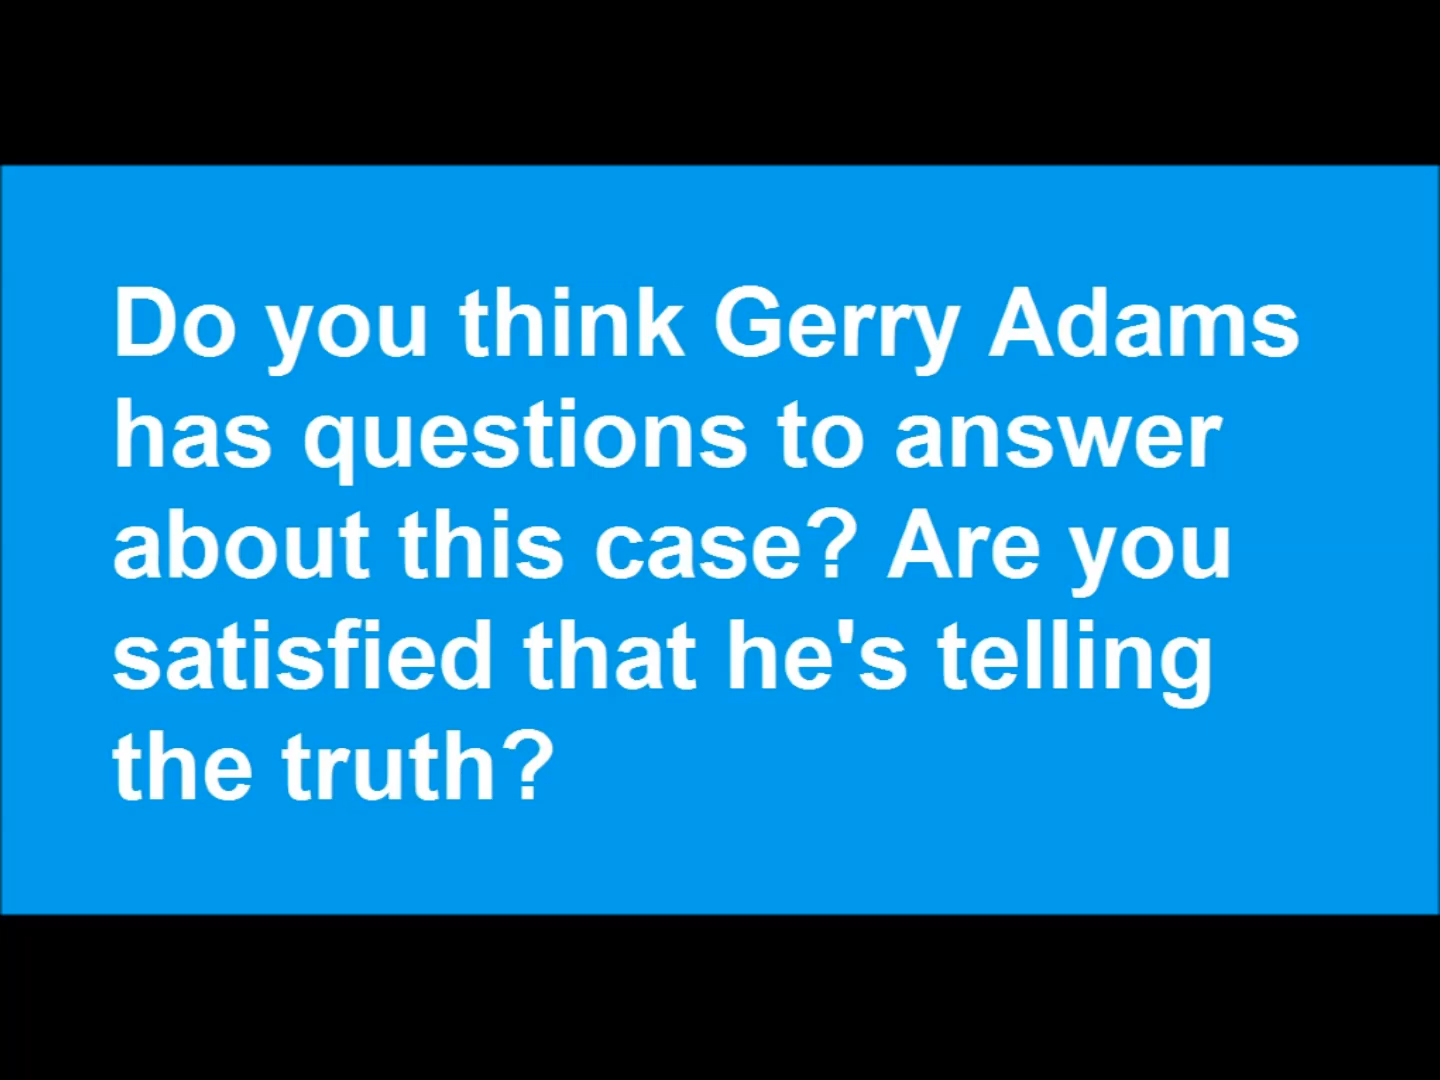 Do you think Gerry Adams
has questions to answer
about this case? Are you
satisfied that he's telling
the truth?